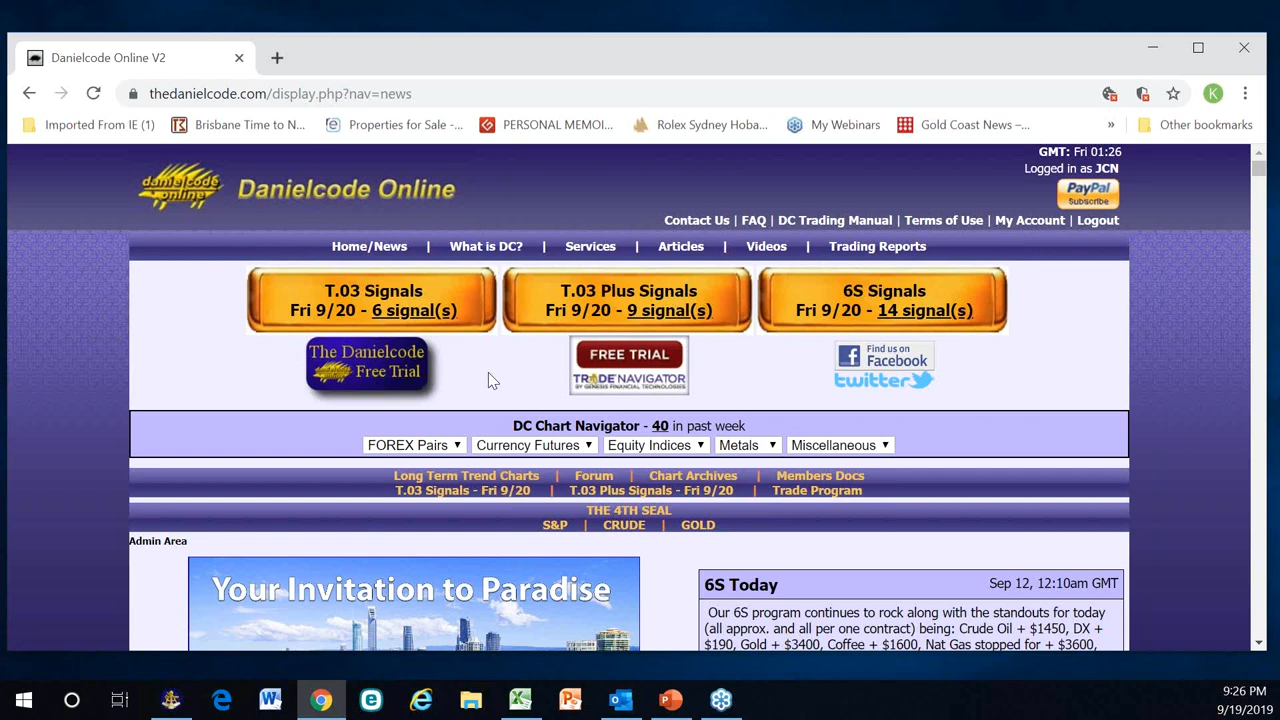 Danielcode Online V2
thedanielcode.com/display.php?nav=news
K
Imported From IE (1)
Brisbane Time to N...
Properties for Sale -...
PERSONAL MEMOI...
Rolex Sydney Hoba...
My Webinars
Gold Coast News –...
»
Other bookmarks
GMT: Fri 01:26
Logged in as JCN
PayPal
Subscribe
danielcode
online
Danielcode Online
Contact Us | FAQ | DC Trading Manual | Terms of Use | My Account | Logout
Home/News | What is DC? | Services | Articles | Videos | Trading Reports
T.03 Signals
Fri 9/20 - 6 signal(s)
T.03 Plus Signals
Fri 9/20 - 9 signal(s)
6S Signals
Fri 9/20 - 14 signal(s)
The Danielcode
Free Trial
FREE TRIAL
TRADENAVIGATOR
BY GENESIS FINANCIAL TECHNOLOGIES
Find us on
Facebook
twitter
DC Chart Navigator - 40 in past week
FOREX Pairs
Currency Futures
Equity Indices
Metals
Miscellaneous
Long Term Trend Charts | Forum | Chart Archives | Members Docs
T.03 Signals - Fri 9/20 | T.03 Plus Signals - Fri 9/20 | Trade Program
THE 4TH SEAL
S&P | CRUDE | GOLD
Admin Area
Your Invitation to Paradise
6S Today
Sep 12, 12:10am GMT
Our 6S program continues to rock along with the standouts for today
(all approx. and all per one contract) being: Crude Oil + $1450, DX +
$190, Gold + $3400, Coffee + $1600, Nat Gas stopped for + $3600,
9:26 PM
9/19/2019